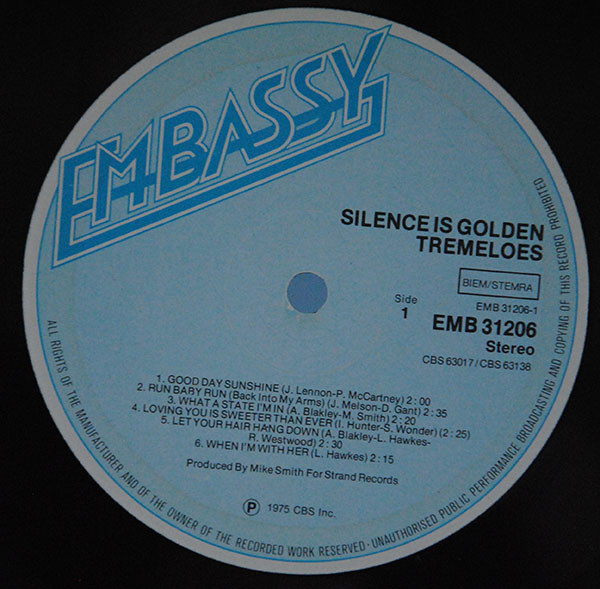 EMBASSY
SILENCE IS GOLDEN
TREMELOES
BIEM/STEMRA
EMB 31206-1
Side
1
EMB 31206
Stereo
CBS 63017/CBS 63138
1. GOOD DAY SUNSHINE (J. Lennon-P. McCartney) 2:00
2. RUN BABY RUN (Back Into My Arms) (J. Melson-D. Gant) 2:35
3. WHAT A STATE I'M IN (A. Blakley-M. Smith) 2:20
4. LOVING YOU IS SWEETER THAN EVER (I. Hunter-S. Wonder) (2:25)
5. LET YOUR HAIR HANG DOWN (A. Blakley-L. Hawkes-
R. Westwood) 2:30
6. WHEN I'M WITH HER (L. Hawkes) 2:15
Produced By Mike Smith For Strand Records
Ⓟ 1975 CBS Inc.
ALL RIGHTS OF THE MANUFACTURER AND OF THE OWNER OF THE RECORDED WORK RESERVED - UNAUTHORISED PUBLIC PERFORMANCE BROADCASTING AND COPYING OF THIS RECORD PROHIBITED